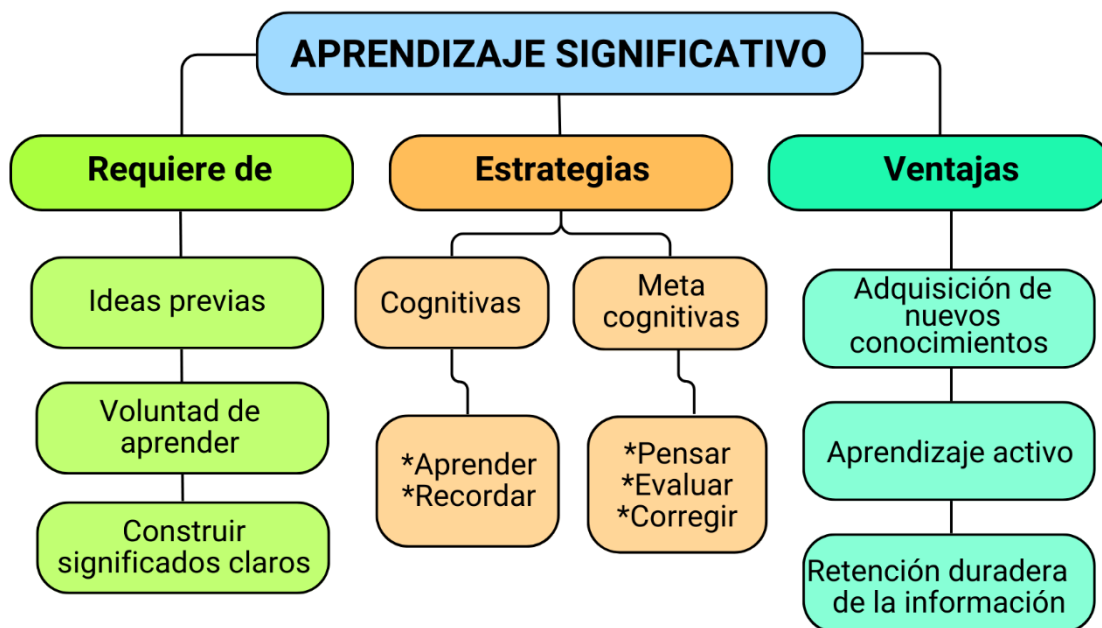 APRENDIZAJE SIGNIFICATIVO
Requiere de
Ideas previas
Voluntad de
aprender
Construir
significados claros
Estrategias
Cognitivas
*Aprender
*Recordar
Meta
cognitivas
*Pensar
*Evaluar
*Corregir
Ventajas
Adquisición de
nuevos
conocimientos
Aprendizaje activo
Retención duradera
de la información